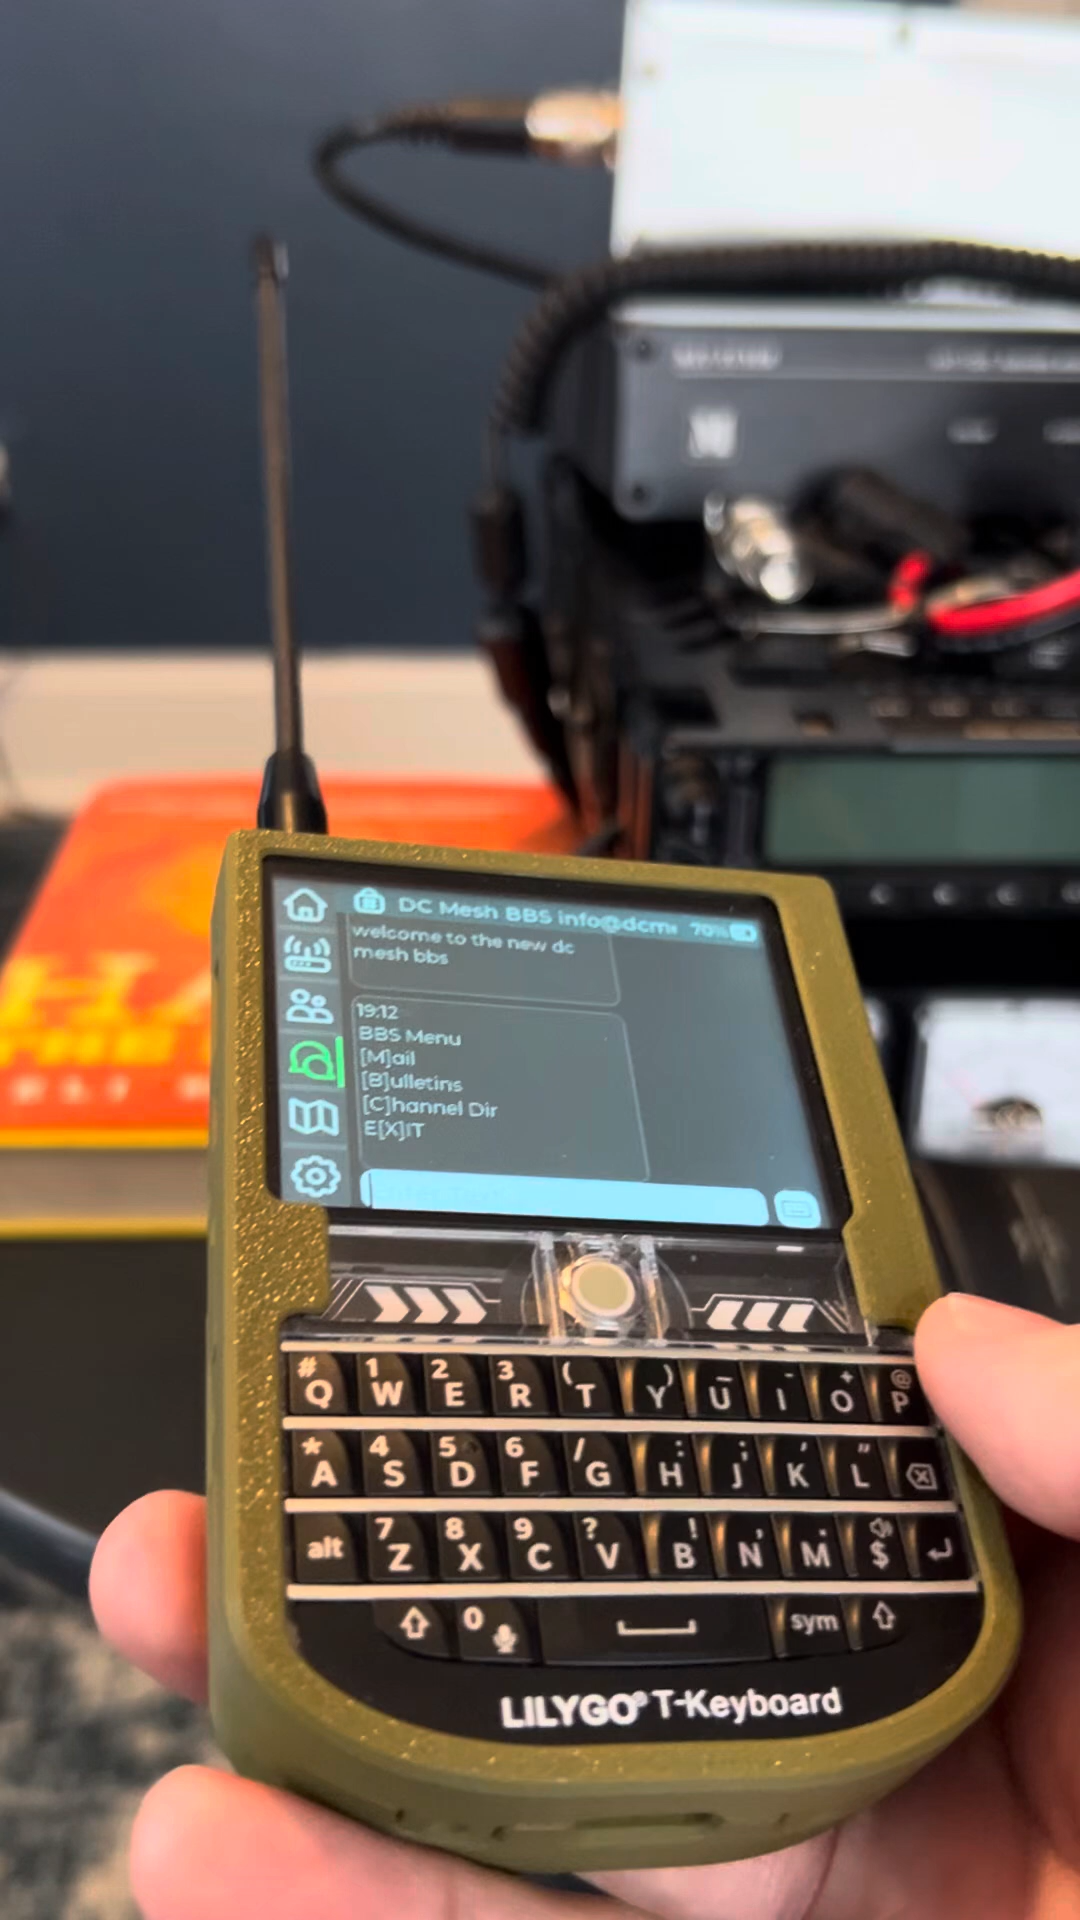 DC Mesh BBS info@dcm 70%
welcome to the new dc
mesh bbs
19:12
BBS Menu
[M]ail
[B]ulletins
[C]hannel Dir
E[X]IT
# 1 2 3 ( ) _ - + @
Q W E R T Y U I O P
* 4 5 6 / : ; ' "
A S D F G H J K L
7 8 9 ? ! , .
alt Z X C V B N M $
0 sym
LILYGO® T-Keyboard